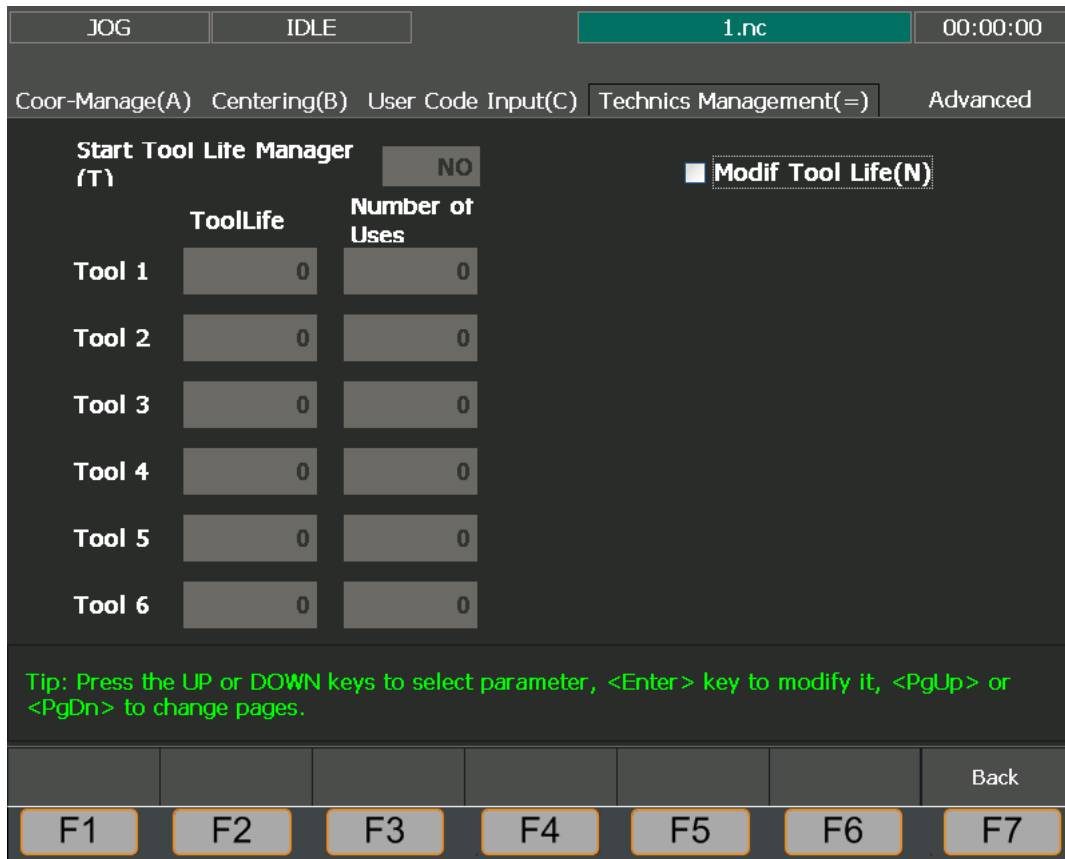 JOG IDLE 1.nc 00:00:00
Coor-Manage(A) Centering(B) User Code Input(C) Technics Management(=) Advanced
Start Tool Life Manager
(T)
NO
Modif Tool Life(N)
ToolLife
Number of
Uses
Tool 1 0 0
Tool 2 0 0
Tool 3 0 0
Tool 4 0 0
Tool 5 0 0
Tool 6 0 0
Tip: Press the UP or DOWN keys to select parameter, <Enter> key to modify it, <PgUp> or
<PgDn> to change pages.
Back
F1 F2 F3 F4 F5 F6 F7